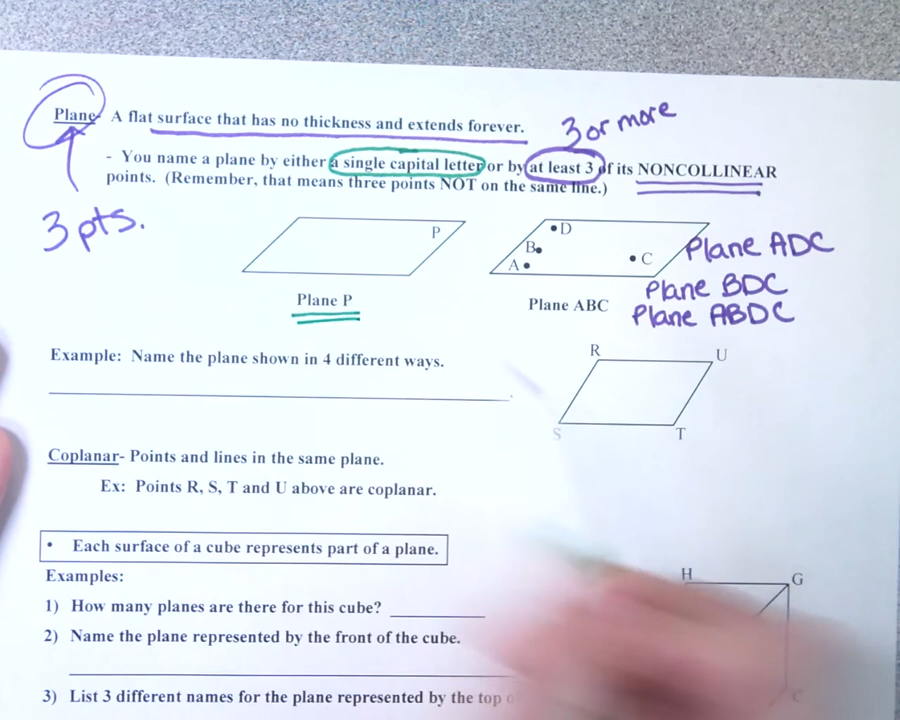 Plane- A flat surface that has no thickness and extends forever.
3 or more
- You name a plane by either a single capital letter or by at least 3 of its NONCOLLINEAR
points. (Remember, that means three points NOT on the same line.)
3 pts.
P
D
B
A
C
Plane ADC
Plane BDC
Plane P
Plane ABC
Plane ABDC
Example: Name the plane shown in 4 different ways.
R
U
S
T
Coplanar- Points and lines in the same plane.
Ex: Points R, S, T and U above are coplanar.
• Each surface of a cube represents part of a plane.
Examples:
H
G
1) How many planes are there for this cube?
2) Name the plane represented by the front of the cube.
3) List 3 different names for the plane represented by the top
C